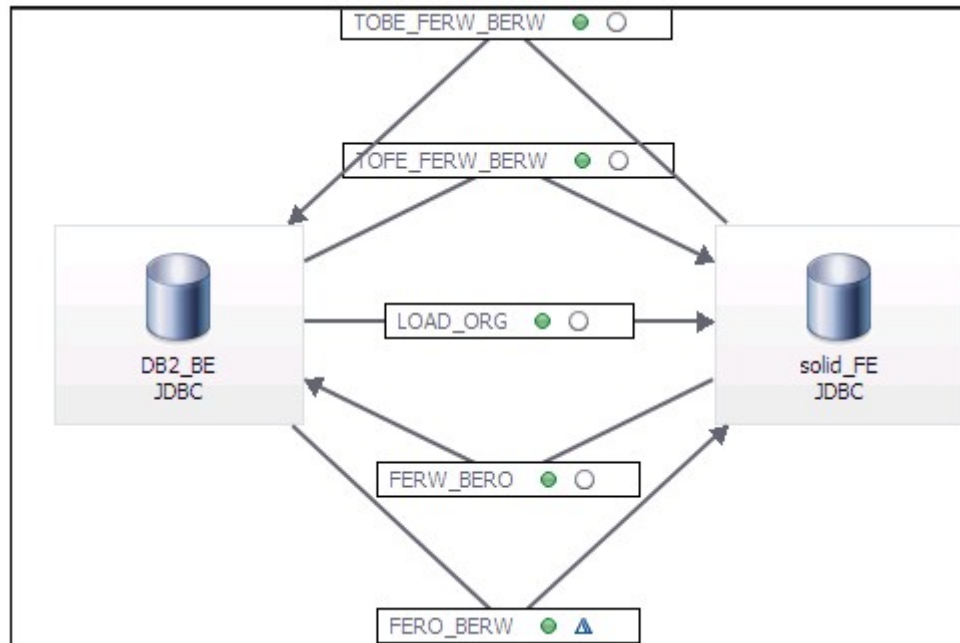 TOBE_FERW_BERW
TOFE_FERW_BERW
DB2_BE
JDBC
LOAD_ORG
solid_FE
JDBC
FERW_BERO
FERO_BERW